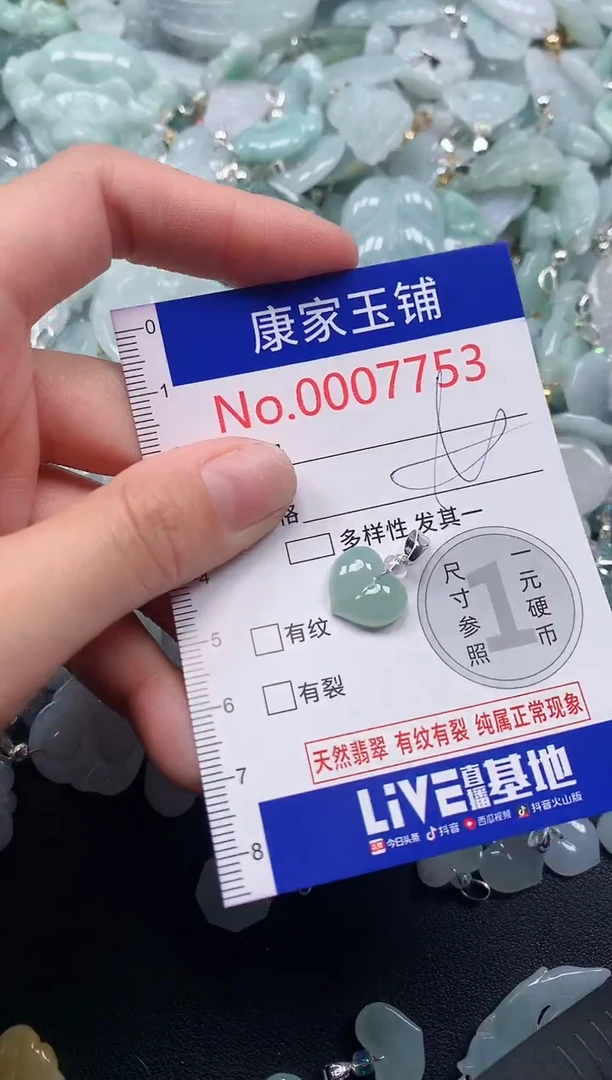 康家玉铺
No.0007753
格
多样性 发其一
有纹
有裂
尺寸参照
1
一元硬币
天然翡翠 有纹有裂 纯属正常现象
LiVE直播基地
今日头条 抖音 西瓜视频 抖音火山版
0
1
4
5
6
7
8